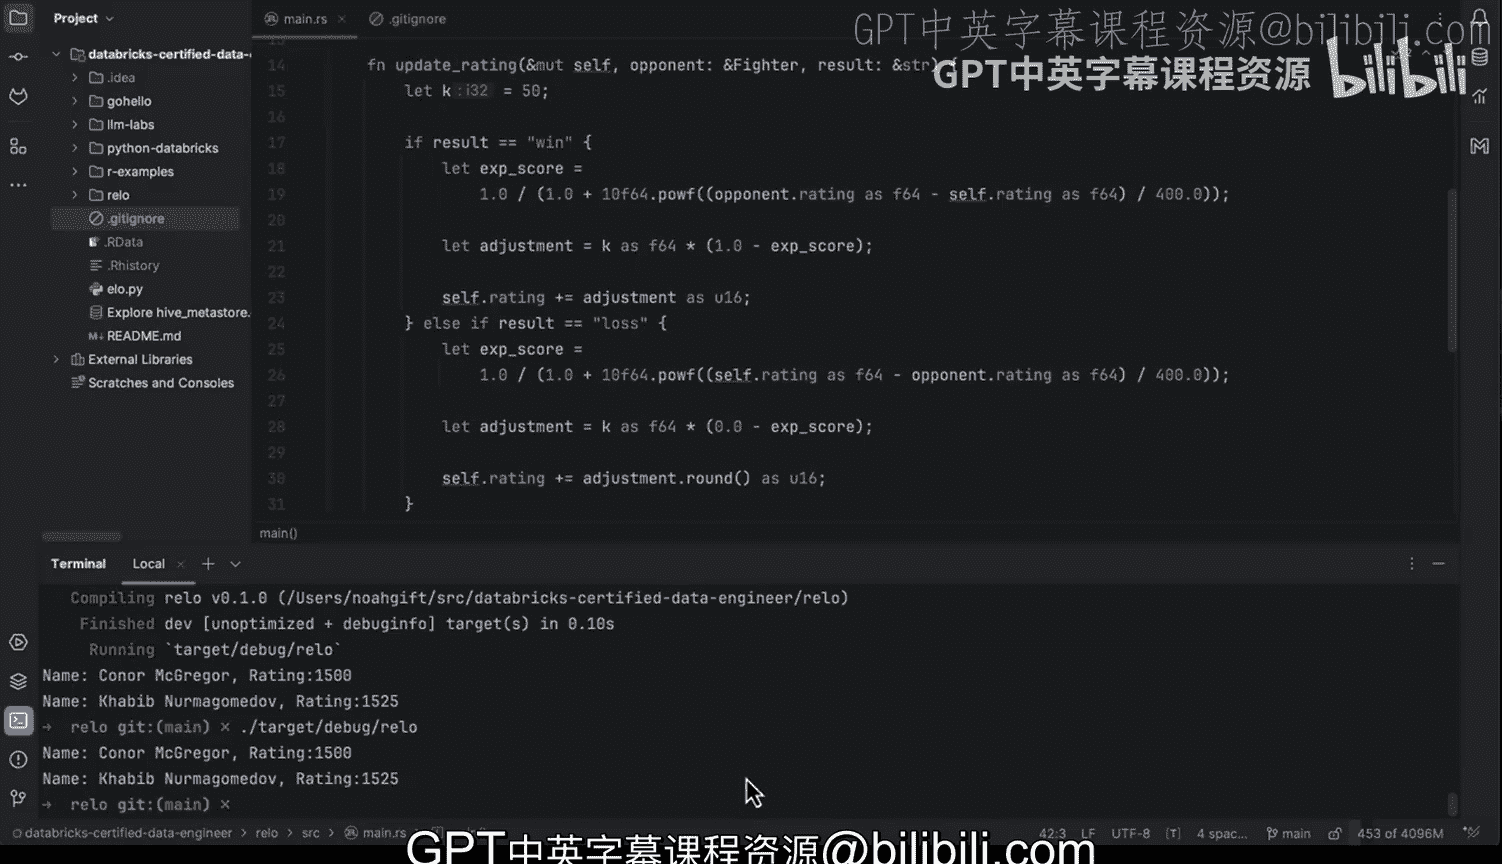 Project
main.rs
.gitignore
GPT中英字幕课程资源@bilibili.com
GPT中英字幕课程资源 bilibili
databricks-certified-data-
.idea
gohello
llm-labs
python-databricks
r-examples
relo
.gitignore
.RData
.Rhistory
elo.py
Explore hive_metastore.
README.md
External Libraries
Scratches and Consoles
14 fn update_rating(&mut self, opponent: &Fighter, result: &str) {
15 let k: i32 = 50;
16
17 if result == "win" {
18 let exp_score =
19 1.0 / (1.0 + 10f64.powf((opponent.rating as f64 - self.rating as f64) / 400.0));
20
21 let adjustment = k as f64 * (1.0 - exp_score);
22
23 self.rating += adjustment as u16;
24 } else if result == "loss" {
25 let exp_score =
26 1.0 / (1.0 + 10f64.powf((self.rating as f64 - opponent.rating as f64) / 400.0));
27
28 let adjustment = k as f64 * (0.0 - exp_score);
29
30 self.rating += adjustment.round() as u16;
31 }
main()
Terminal Local
Compiling relo v0.1.0 (/Users/noahgift/src/databricks-certified-data-engineer/relo)
Finished dev [unoptimized + debuginfo] target(s) in 0.10s
Running `target/debug/relo`
Name: Conor McGregor, Rating:1500
Name: Khabib Nurmagomedov, Rating:1525
→ relo git:(main) × ./target/debug/relo
Name: Conor McGregor, Rating:1500
Name: Khabib Nurmagomedov, Rating:1525
→ relo git:(main) ×
databricks-certified-data-engineer > relo > src > main.rs
42:3 LF UTF-8 4 spac... main 453 of 4096M
GPT中英字幕课程资源@bilibili.com